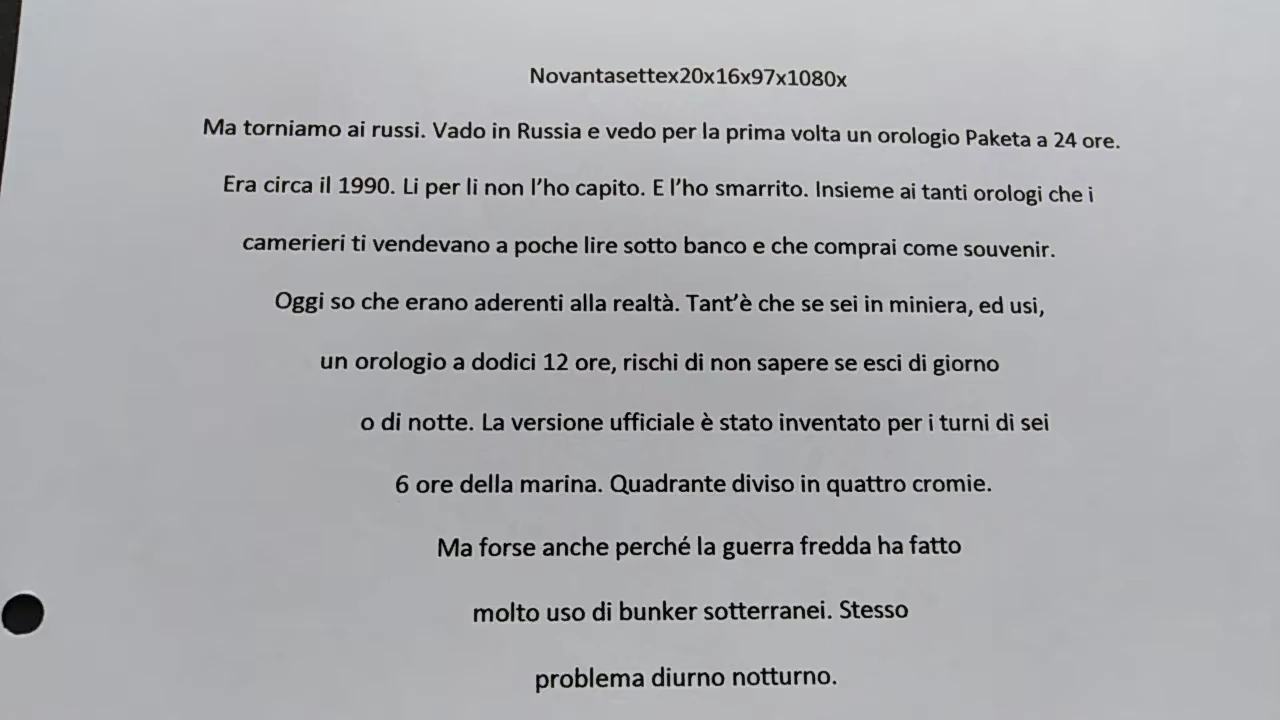 Novantasettex20x16x97x1080x
Ma torniamo ai russi. Vado in Russia e vedo per la prima volta un orologio Paketa a 24 ore.
Era circa il 1990. Li per li non l’ho capito. E l’ho smarrito. Insieme ai tanti orologi che i
camerieri ti vendevano a poche lire sotto banco e che comprai come souvenir.
Oggi so che erano aderenti alla realtà. Tant’è che se sei in miniera, ed usi,
un orologio a dodici 12 ore, rischi di non sapere se esci di giorno
o di notte. La versione ufficiale è stato inventato per i turni di sei
6 ore della marina. Quadrante diviso in quattro cromie.
Ma forse anche perché la guerra fredda ha fatto
molto uso di bunker sotterranei. Stesso
problema diurno notturno.